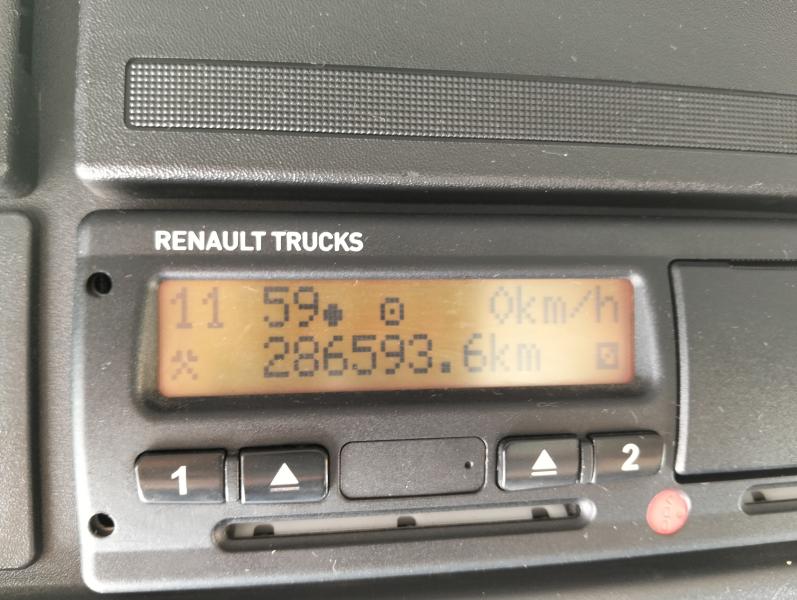 RENAULT TRUCKS
11 59 0km/h
286593.6km
1 2